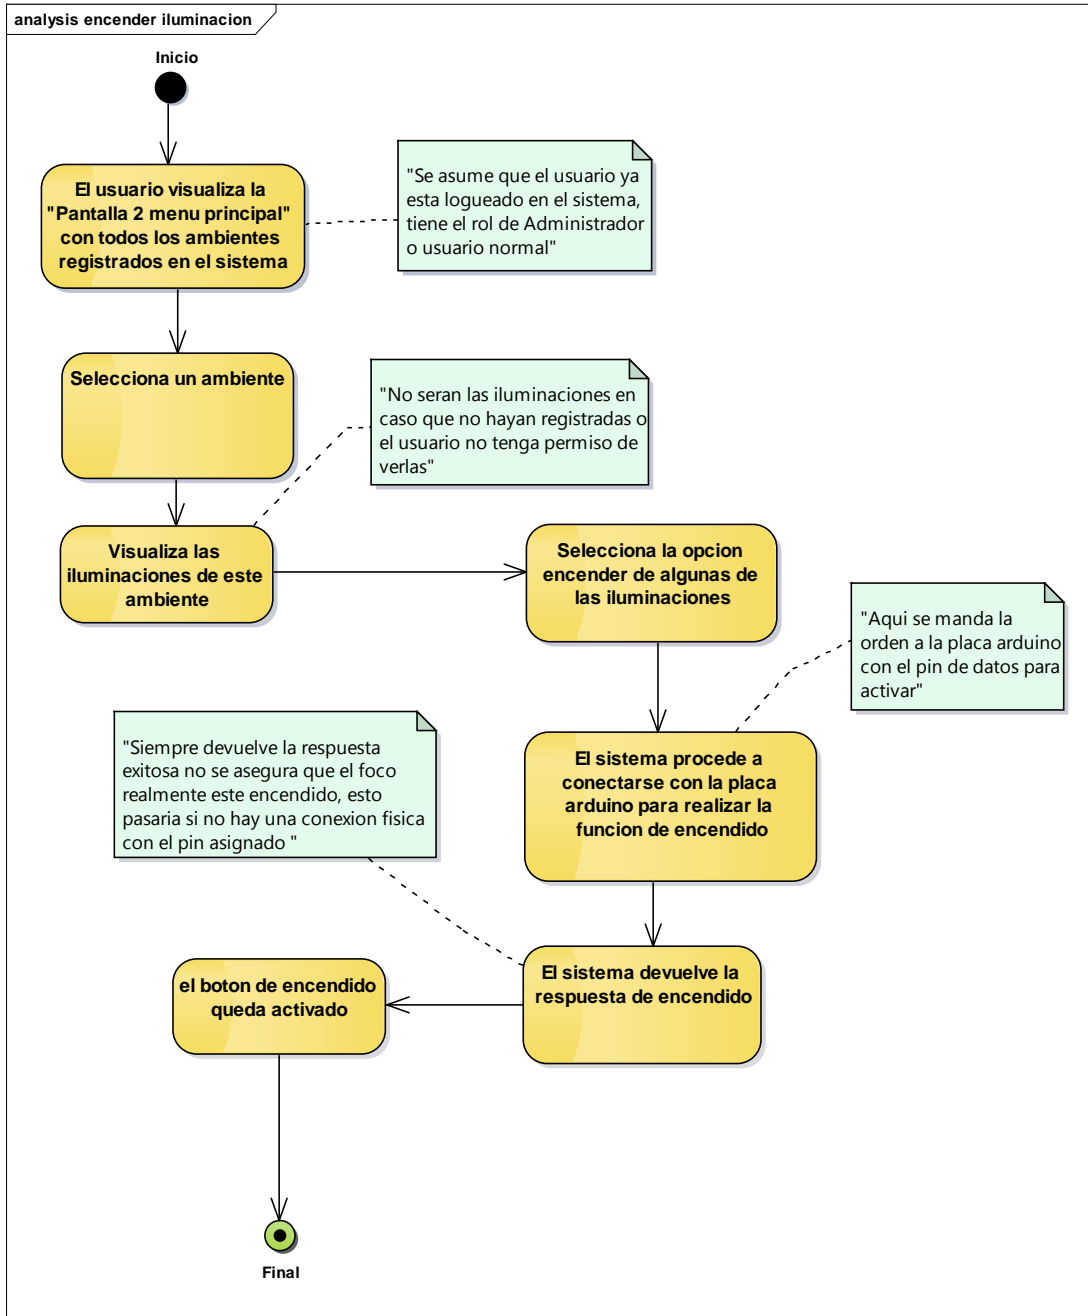 analysis encender iluminacion
Inicio
El usuario visualiza la
"Pantalla 2 menu principal"
con todos los ambientes
registrados en el sistema
"Se asume que el usuario ya
esta logueado en el sistema,
tiene el rol de Administrador
o usuario normal"
Selecciona un ambiente
"No seran las iluminaciones en
caso que no hayan registradas o
el usuario no tenga permiso de
verlas"
Visualiza las
iluminaciones de este
ambiente
Selecciona la opcion
encender de algunas de
las iluminaciones
"Aqui se manda la
orden a la placa arduino
con el pin de datos para
activar"
El sistema procede a
conectarse con la placa
arduino para realizar la
funcion de encendido
"Siempre devuelve la respuesta
exitosa no se asegura que el foco
realmente este encendido, esto
pasaria si no hay una conexion fisica
con el pin asignado "
El sistema devuelve la
respuesta de encendido
el boton de encendido
queda activado
Final